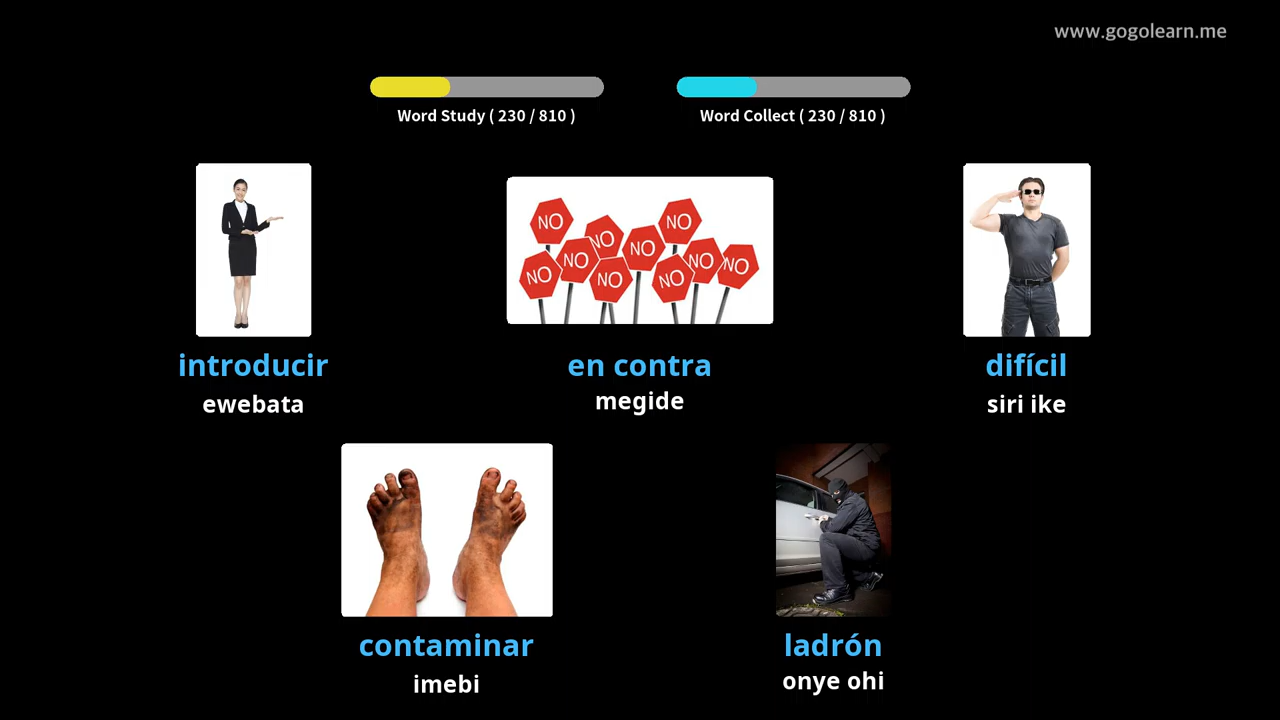 www.gogolearn.me
Word Study ( 230 / 810 )
Word Collect ( 230 / 810 )
NO
NO
NO
NO
NO
NO
NO
NO
NO
NO
introducir
ewebata
en contra
megide
difícil
siri ike
contaminar
imebi
ladrón
onye ohi